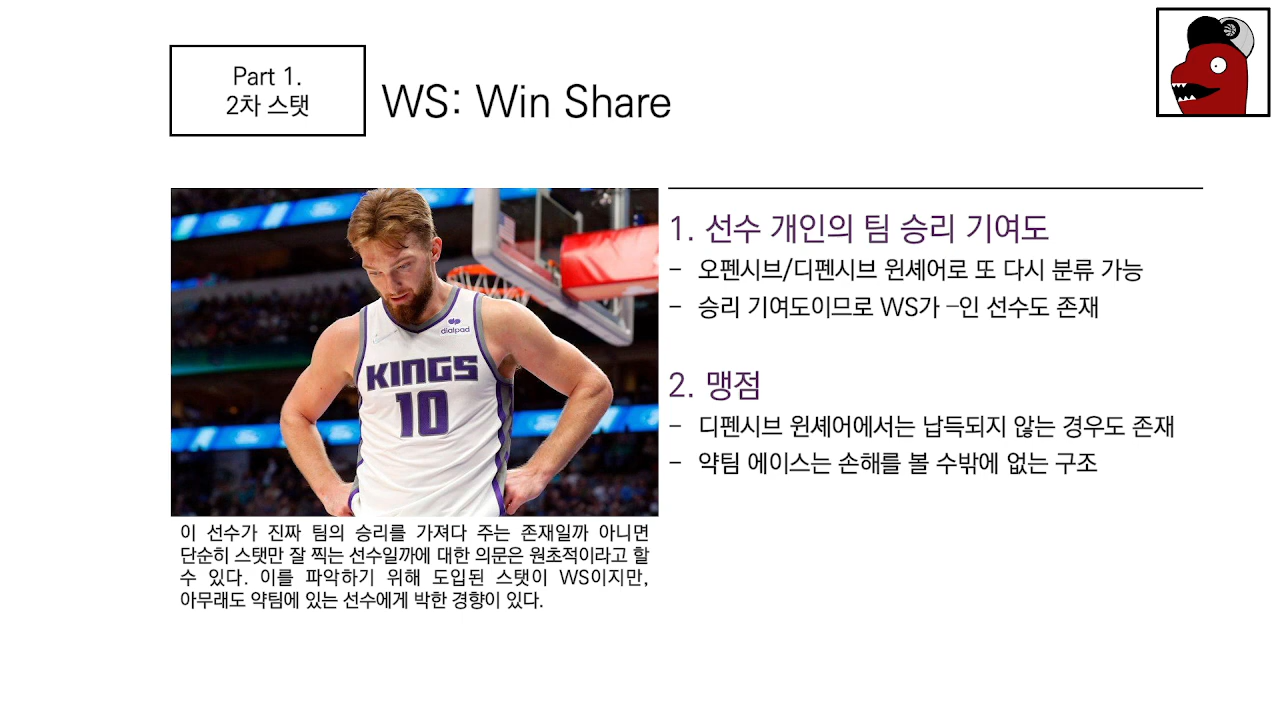 Part 1.
2차 스탯
WS: Win Share
dialpad
KINGS
10
이 선수가 진짜 팀의 승리를 가져다 주는 존재일까 아니면
단순히 스탯만 잘 찍는 선수일까에 대한 의문은 원초적이라고 할
수 있다. 이를 파악하기 위해 도입된 스탯이 WS이지만,
아무래도 약팀에 있는 선수에게 박한 경향이 있다.
1. 선수 개인의 팀 승리 기여도
- 오펜시브/디펜시브 윈셰어로 또 다시 분류 가능
- 승리 기여도이므로 WS가 –인 선수도 존재
2. 맹점
- 디펜시브 윈셰어에서는 납득되지 않는 경우도 존재
- 약팀 에이스는 손해를 볼 수밖에 없는 구조